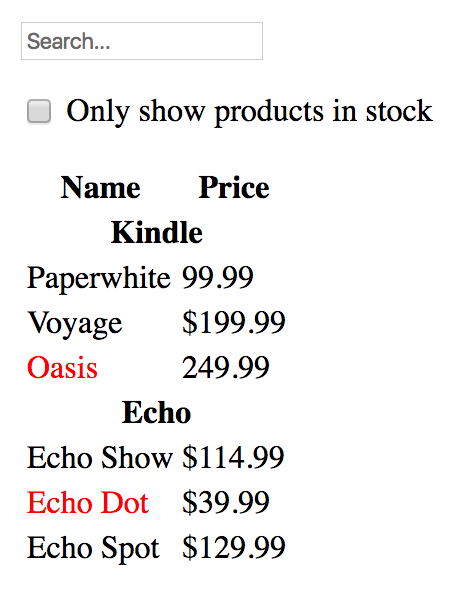 Search...
Only show products in stock
Name Price
Kindle
Paperwhite 99.99
Voyage $199.99
Oasis 249.99
Echo
Echo Show $114.99
Echo Dot $39.99
Echo Spot $129.99